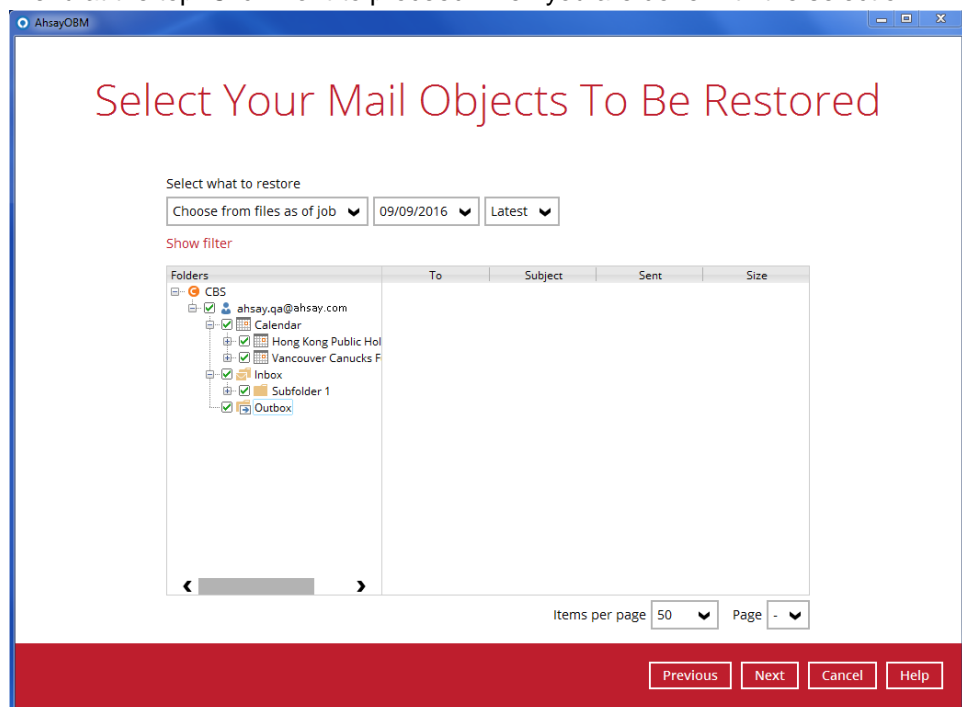 AhsayOBM
Select Your Mail Objects To Be Restored
Select what to restore
Choose from files as of job 09/09/2016 Latest
Show filter
Folders To Subject Sent Size
CBS
ahsay.qa@ahsay.com
Calendar
Hong Kong Public Hol
Vancouver Canucks F
Inbox
Subfolder 1
Outbox
Items per page 50 Page -
Previous Next Cancel Help